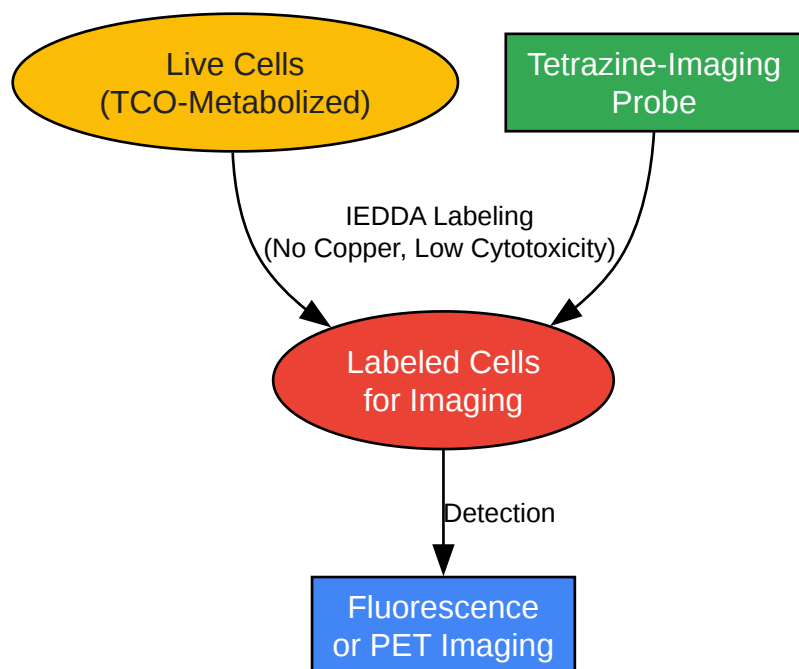 Live Cells
(TCO-Metabolized)
Tetrazine-Imaging
Probe
IEDDA Labeling
(No Copper, Low Cytotoxicity)
Labeled Cells
for Imaging
Detection
Fluorescence
or PET Imaging